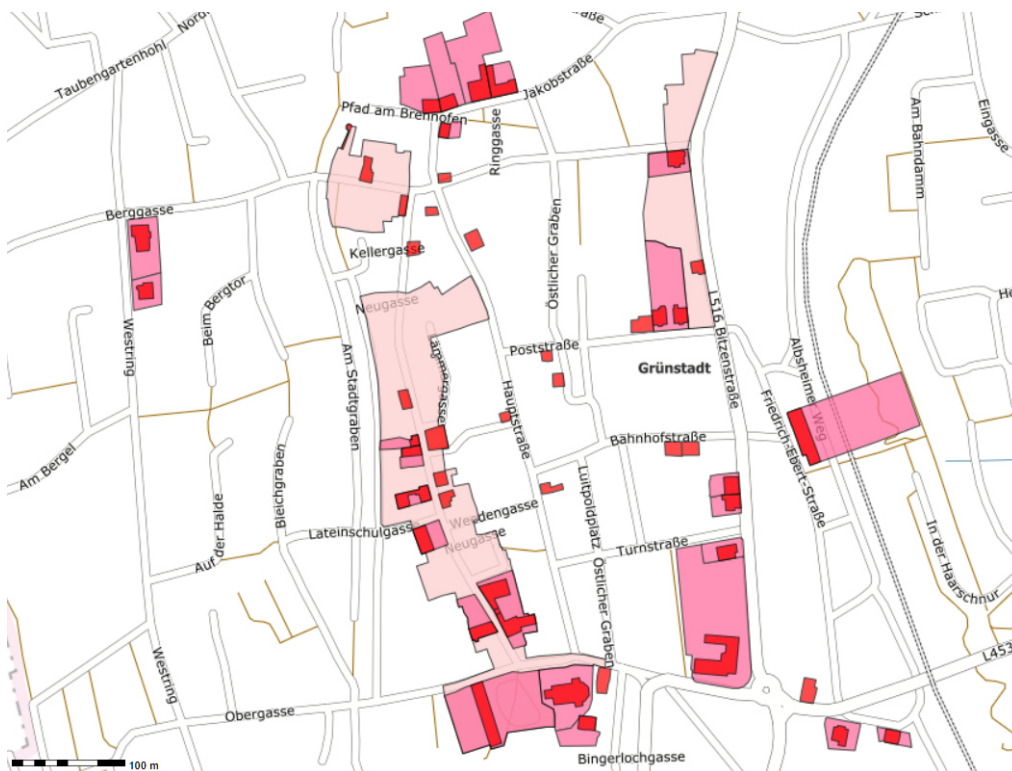 Taubengartenhohl
Jakobstraße
Pfad am Brennofen
Ringgasse
Am Bahndamm
Eingasse
Berggasse
Kellergasse
Östlicher Graben
Beim Bergtor
Neugasse
Westring
Am Stadtgraben
Lämmergasse
Poststraße
L516 Bitzenstraße
Grünstadt
Hauptstraße
Albsheimer Weg
Friedrich-Ebert-Straße
Am Bergel
Bleichgraben
Bahnhofstraße
Auf der Halde
Lateinschulgasse
Neugasse
Luitpoldplatz
Turnstraße
In der Haarschnur
Östlicher Graben
Westring
L453
Obergasse
Bingerlochgasse
100 m